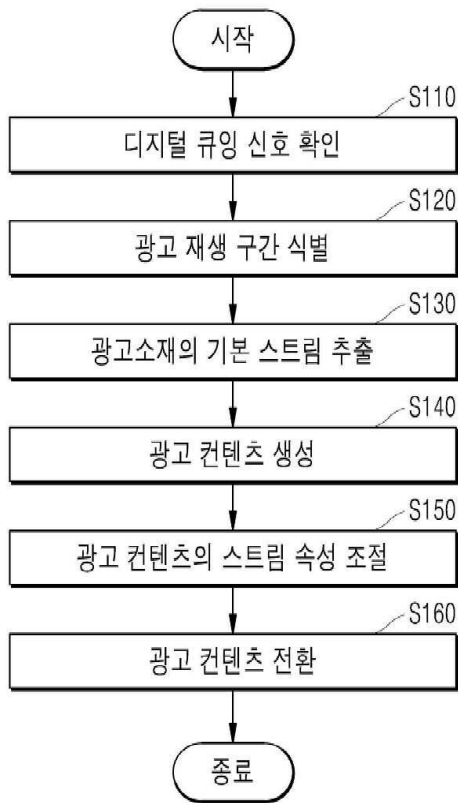 시작
S110
디지털 큐잉 신호 확인
S120
광고 재생 구간 식별
S130
광고소재의 기본 스트림 추출
S140
광고 컨텐츠 생성
S150
광고 컨텐츠의 스트림 속성 조절
S160
광고 컨텐츠 전환
종료